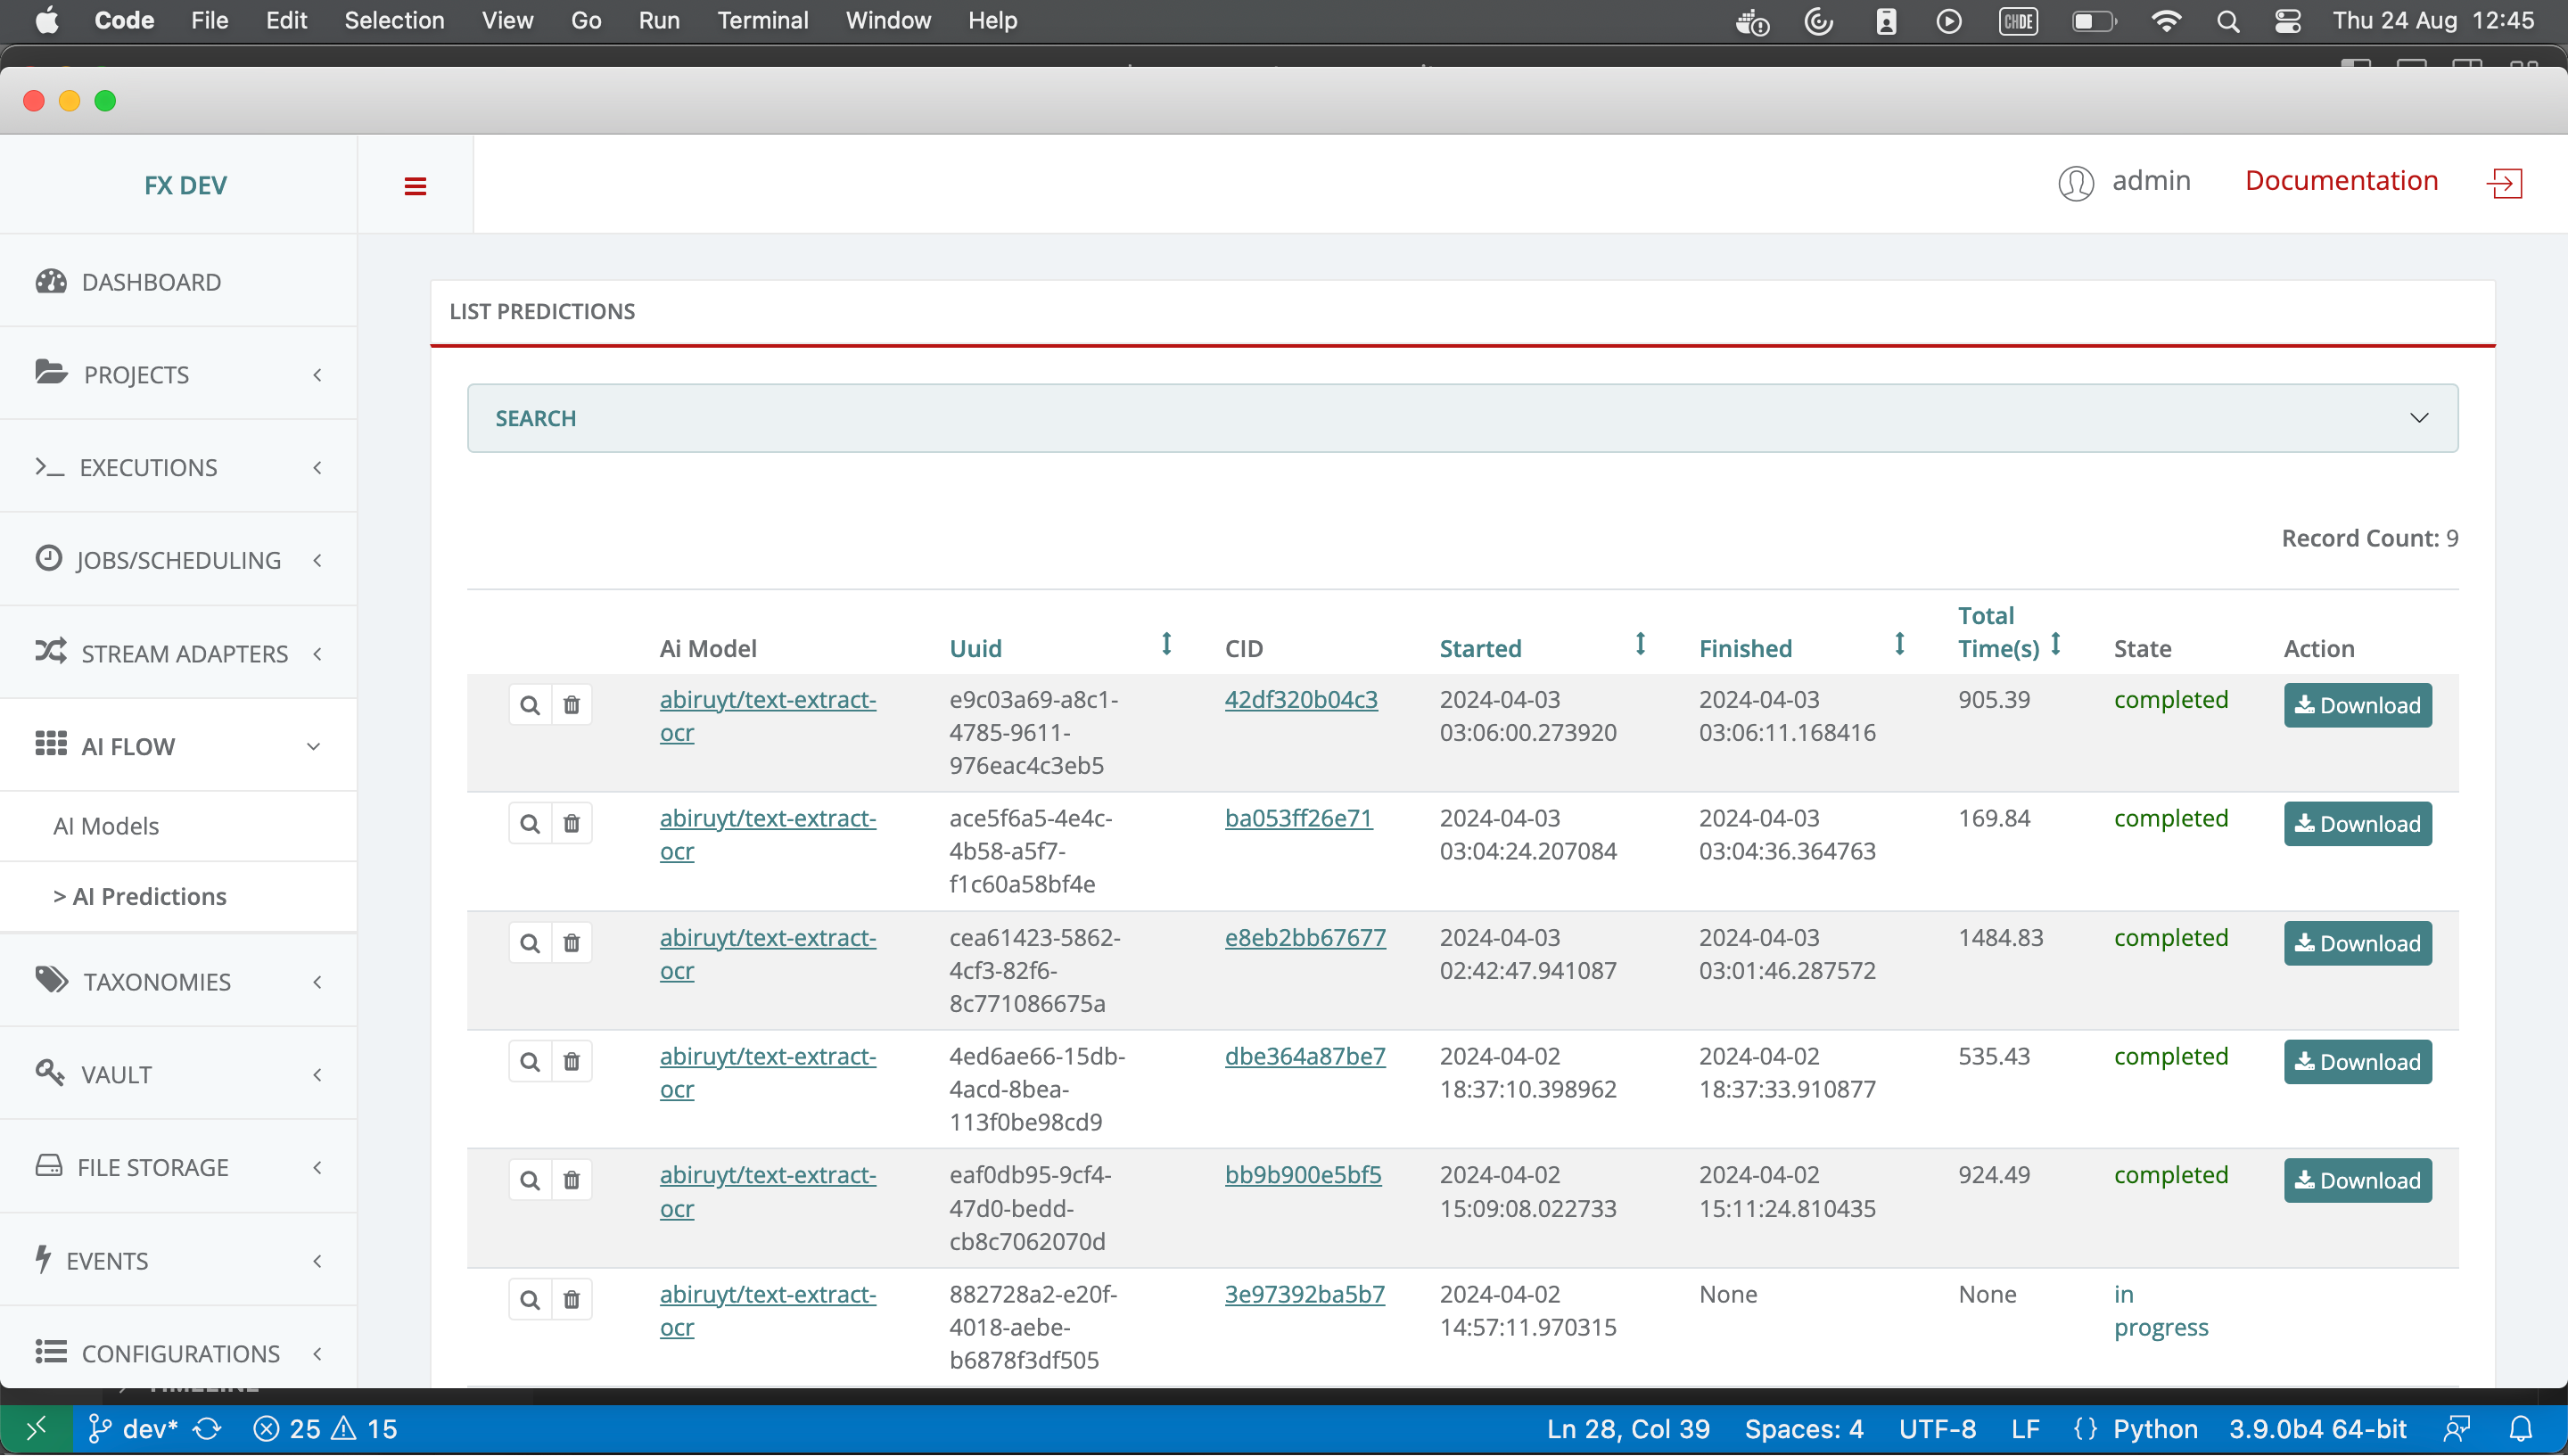 Code File Edit Selection View Go Run Terminal Window Help CHDE Thu 24 Aug 12:45
FX DEV
admin Documentation
DASHBOARD
PROJECTS
EXECUTIONS
JOBS/SCHEDULING
STREAM ADAPTERS
AI FLOW
AI Models
> AI Predictions
TAXONOMIES
VAULT
FILE STORAGE
EVENTS
CONFIGURATIONS
LIST PREDICTIONS
SEARCH
Record Count: 9
Total
Ai Model Uuid CID Started Finished Time(s) State Action
abiruyt/text-extract- e9c03a69-a8c1- 42df320b04c3 2024-04-03 2024-04-03 905.39 completed Download
ocr 4785-9611- 03:06:00.273920 03:06:11.168416
976eac4c3eb5
abiruyt/text-extract- ace5f6a5-4e4c- ba053ff26e71 2024-04-03 2024-04-03 169.84 completed Download
ocr 4b58-a5f7- 03:04:24.207084 03:04:36.364763
f1c60a58bf4e
abiruyt/text-extract- cea61423-5862- e8eb2bb67677 2024-04-03 2024-04-03 1484.83 completed Download
ocr 4cf3-82f6- 02:42:47.941087 03:01:46.287572
8c771086675a
abiruyt/text-extract- 4ed6ae66-15db- dbe364a87be7 2024-04-02 2024-04-02 535.43 completed Download
ocr 4acd-8bea- 18:37:10.398962 18:37:33.910877
113f0be98cd9
abiruyt/text-extract- eaf0db95-9cf4- bb9b900e5bf5 2024-04-02 2024-04-02 924.49 completed Download
ocr 47d0-bedd- 15:09:08.022733 15:11:24.810435
cb8c7062070d
abiruyt/text-extract- 882728a2-e20f- 3e97392ba5b7 2024-04-02 None None in
ocr 4018-aebe- 14:57:11.970315 progress
b6878f3df505
dev* 25 15 Ln 28, Col 39 Spaces: 4 UTF-8 LF {} Python 3.9.0b4 64-bit